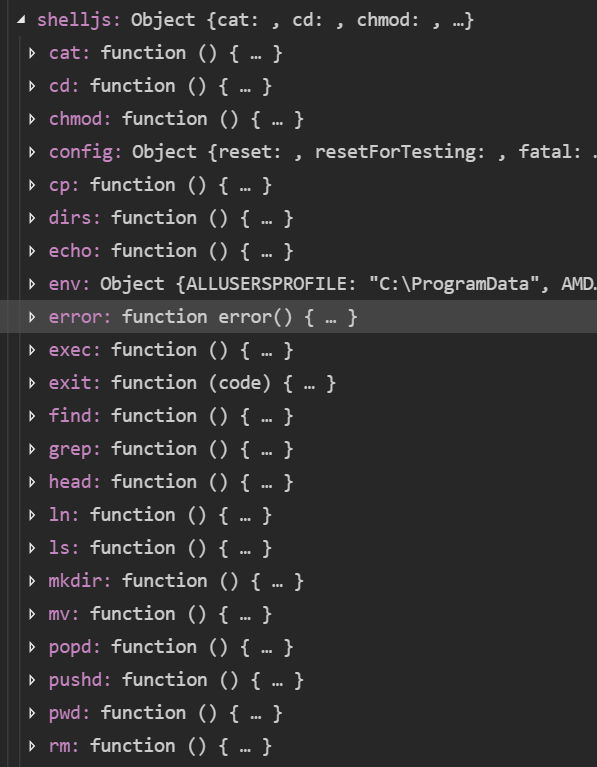 shelljs: Object {cat: , cd: , chmod: , …}
cat: function () { … }
cd: function () { … }
chmod: function () { … }
config: Object {reset: , resetForTesting: , fatal: …
cp: function () { … }
dirs: function () { … }
echo: function () { … }
env: Object {ALLUSERSPROFILE: "C:\ProgramData", AMD…
error: function error() { … }
exec: function () { … }
exit: function (code) { … }
find: function () { … }
grep: function () { … }
head: function () { … }
ln: function () { … }
ls: function () { … }
mkdir: function () { … }
mv: function () { … }
popd: function () { … }
pushd: function () { … }
pwd: function () { … }
rm: function () { … }